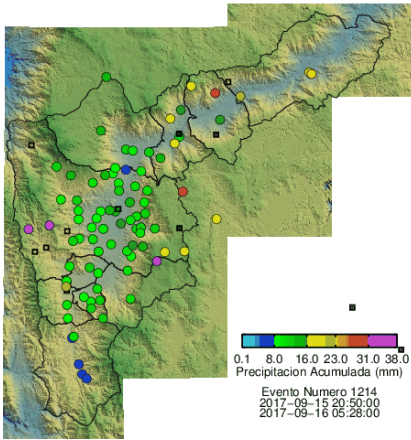 0.1 8.0 16.0 23.0 31.0 38.0
Precipitacion Acumulada (mm)
Evento Numero 1214
2017-09-15 20:50:00
2017-09-16 05:28:00